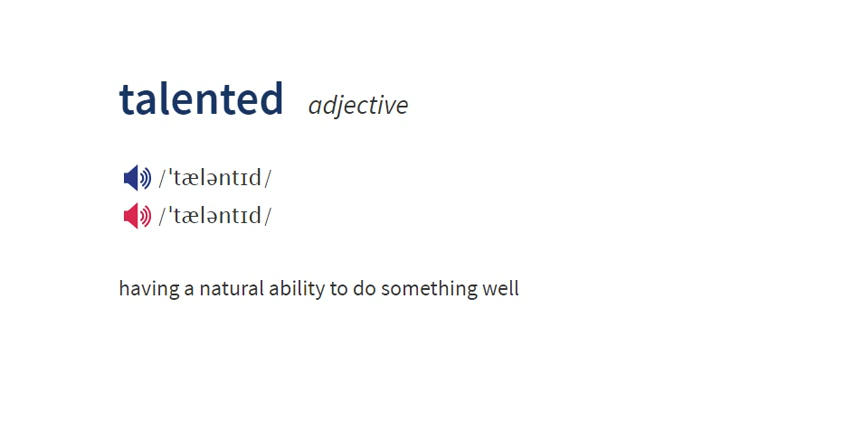 talented adjective
/ˈtæləntɪd/
/ˈtæləntɪd/
having a natural ability to do something well